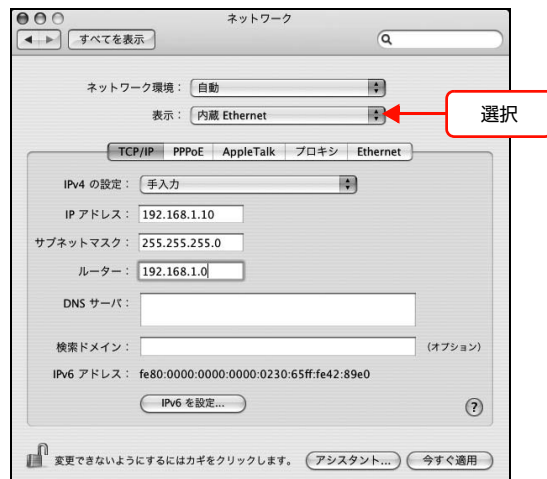 ネットワーク
すべてを表示
ネットワーク環境： 自動
表示： 内蔵 Ethernet
選択
TCP/IP PPPoE AppleTalk プロキシ Ethernet
IPv4 の設定： 手入力
IP アドレス： 192.168.1.10
サブネットマスク： 255.255.255.0
ルーター： 192.168.1.0
DNS サーバ：
検索ドメイン： (オプション)
IPv6 アドレス： fe80:0000:0000:0000:0230:65ff:fe42:89e0
IPv6 を設定...
?
変更できないようにするにはカギをクリックします。 アシスタント... 今すぐ適用